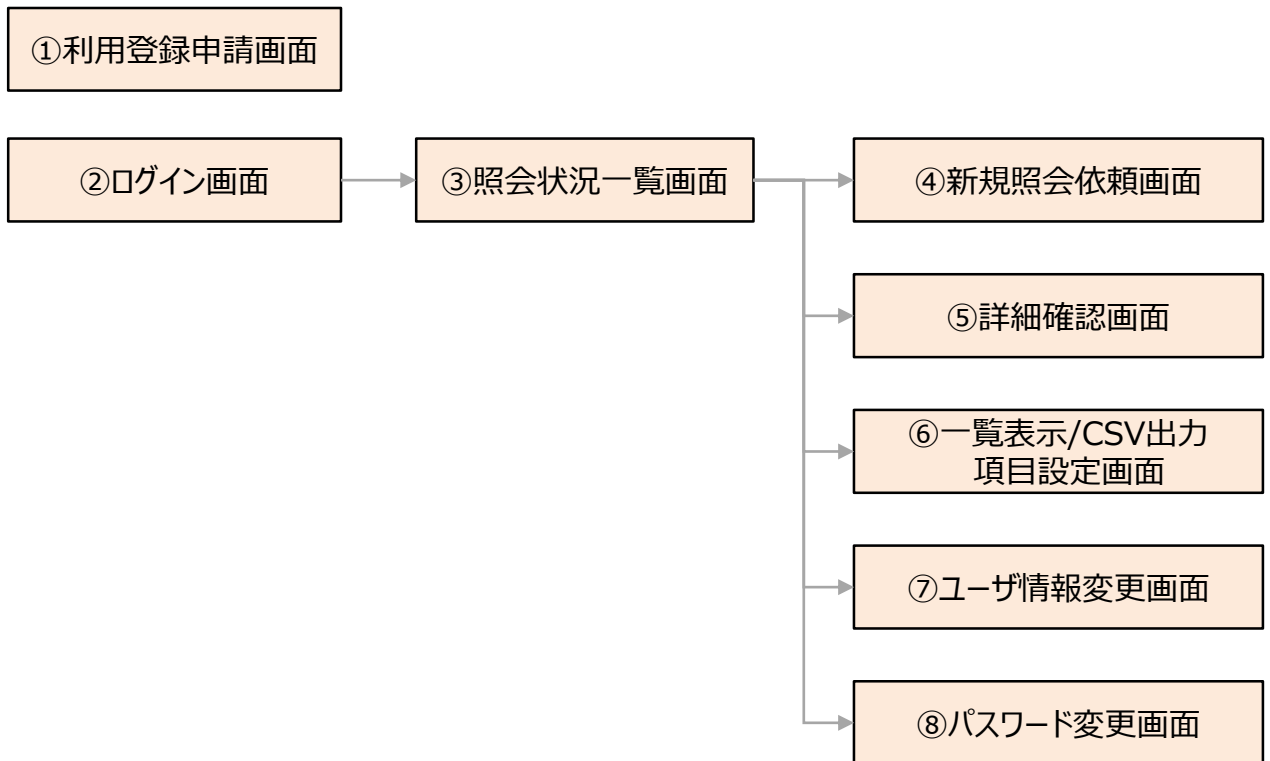 ①利用登録申請画面
②ログイン画面
③照会状況一覧画面
④新規照会依頼画面
⑤詳細確認画面
⑥一覧表示/CSV出力
項目設定画面
⑦ユーザ情報変更画面
⑧パスワード変更画面